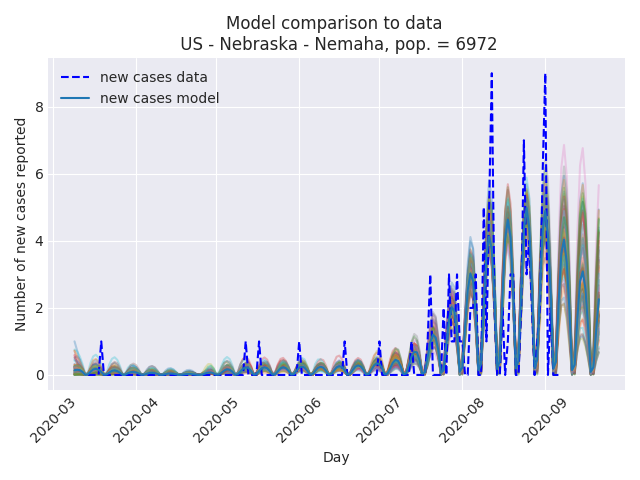 Model comparison to data
US - Nebraska - Nemaha, pop. = 6972
new cases data
new cases model
Number of new cases reported
8
6
4
2
0
2020-03
2020-04
2020-05
2020-06
2020-07
2020-08
2020-09
Day